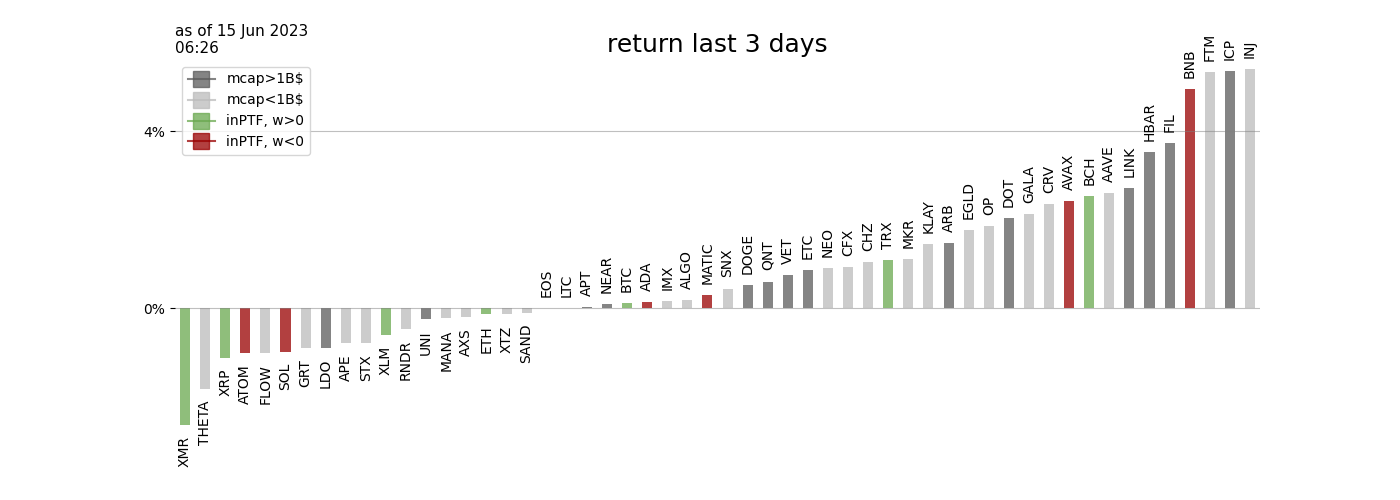 as of 15 Jun 2023
06:26
return last 3 days
mcap>1B$
mcap<1B$
inPTF, w>0
inPTF, w<0
4%
0%
XMR
THETA
XRP
ATOM
FLOW
SOL
GRT
LDO
APE
STX
XLM
RNDR
UNI
MANA
AXS
ETH
XTZ
SAND
EOS
LTC
APT
NEAR
BTC
ADA
IMX
ALGO
MATIC
SNX
DOGE
QNT
VET
ETC
NEO
CFX
CHZ
TRX
MKR
KLAY
ARB
EGLD
OP
DOT
GALA
CRV
AVAX
BCH
AAVE
LINK
HBAR
FIL
BNB
FTM
ICP
INJ